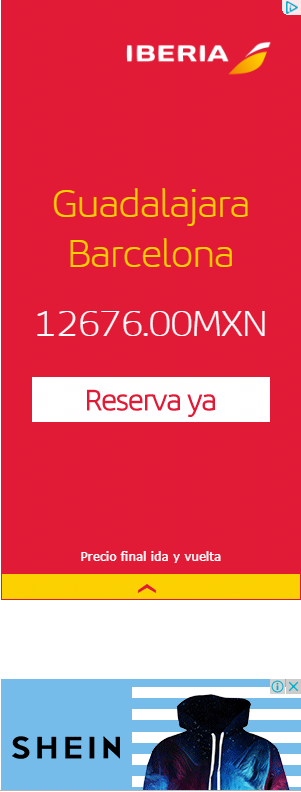 IBERIA
Guadalajara
Barcelona
12676.00MXN
Reserva ya
Precio final ida y vuelta
SHEIN